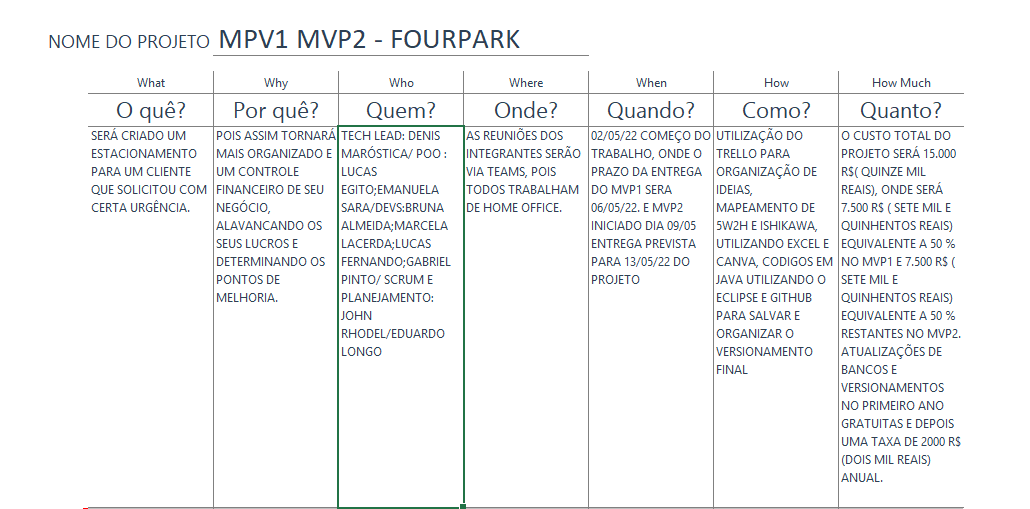 NOME DO PROJETO MPV1 MVP2 - FOURPARK
What
Why
Who
Where
When
How
How Much
O quê?
Por quê?
Quem?
Onde?
Quando?
Como?
Quanto?
SERÁ CRIADO UM
ESTACIONAMENTO
PARA UM CLIENTE
QUE SOLICITOU COM
CERTA URGÊNCIA.
POIS ASSIM TORNARÁ
MAIS ORGANIZADO E
UM CONTROLE
FINANCEIRO DE SEU
NEGÓCIO,
ALAVANCANDO OS
SEUS LUCROS E
DETERMINANDO OS
PONTOS DE
MELHORIA.
TECH LEAD: DENIS
MARÓSTICA/ POO :
LUCAS
EGITO;EMANUELA
SARA/DEVS:BRUNA
ALMEIDA;MARCELA
LACERDA;LUCAS
FERNANDO;GABRIEL
PINTO/ SCRUM E
PLANEJAMENTO:
JOHN
RHODEL/EDUARDO
LONGO
AS REUNIÕES DOS
INTEGRANTES SERÃO
VIA TEAMS, POIS
TODOS TRABALHAM
DE HOME OFFICE.
02/05/22 COMEÇO DO
TRABALHO, ONDE O
PRAZO DA ENTREGA
DO MVP1 SERA
06/05/22. E MVP2
INICIADO DIA 09/05
ENTREGA PREVISTA
PARA 13/05/22 DO
PROJETO
UTILIZAÇÃO DO
TRELLO PARA
ORGANIZAÇÃO DE
IDEIAS,
MAPEAMENTO DE
5W2H E ISHIKAWA,
UTILIZANDO EXCEL E
CANVA, CODIGOS EM
JAVA UTILIZANDO O
ECLIPSE E GITHUB
PARA SALVAR E
ORGANIZAR O
VERSIONAMENTO
FINAL
O CUSTO TOTAL DO
PROJETO SERÁ 15.000
R$( QUINZE MIL
REAIS), ONDE SERÁ
7.500 R$ ( SETE MIL E
QUINHENTOS REAIS)
EQUIVALENTE A 50 %
NO MVP1 E 7.500 R$ (
SETE MIL E
QUINHENTOS REAIS)
EQUIVALENTE A 50 %
RESTANTES NO MVP2.
ATUALIZAÇÕES DE
BANCOS E
VERSIONAMENTOS
NO PRIMEIRO ANO
GRATUITAS E DEPOIS
UMA TAXA DE 2000 R$
(DOIS MIL REAIS)
ANUAL.